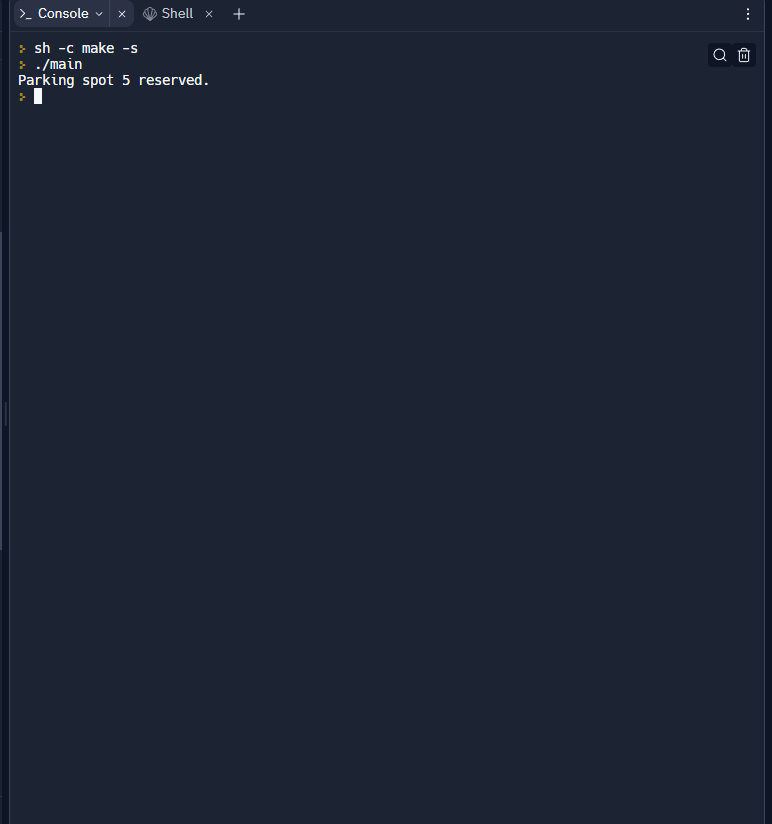 Console Shell
sh -c make -s
./main
Parking spot 5 reserved.